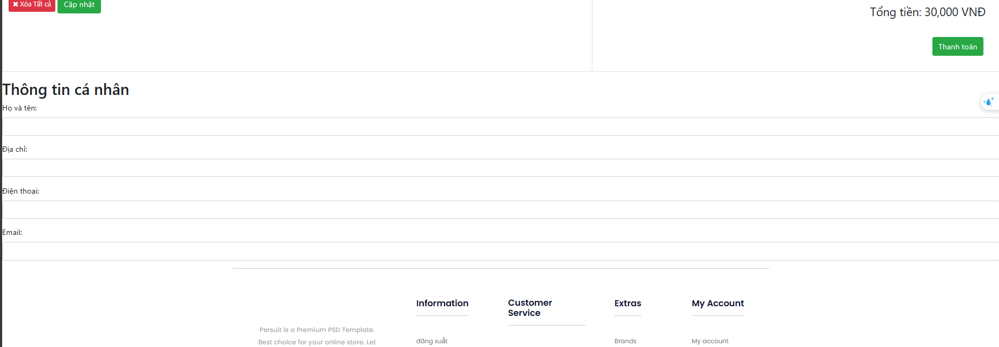 ✖ Xóa Tất cả
Cập nhật
Tổng tiền: 30,000 VNĐ
Thanh toán
Thông tin cá nhân
Họ và tên:
Địa chỉ:
Điện thoại:
Email:
Information
Customer
Service
Extras
My Account
Persuit is a Premium PSD Template.
Best choice for your online store. Let
đăng xuất
Brands
My account